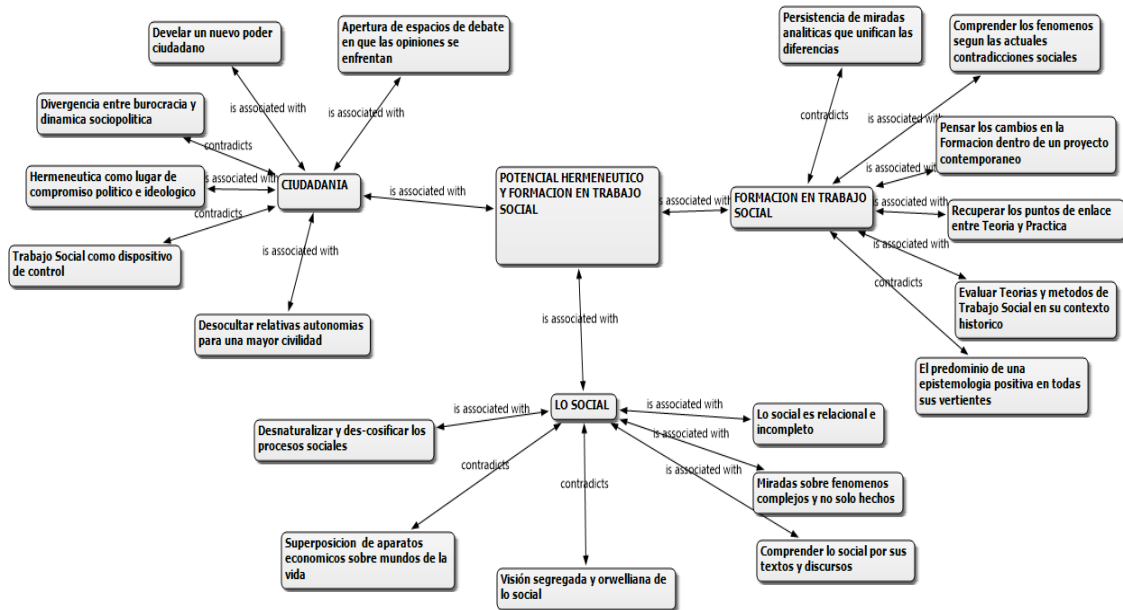 Develar un nuevo poder
ciudadano
Apertura de espacios de debate
en que las opiniones se
enfrentan
Persistencia de miradas
analiticas que unifican las
diferencias
Comprender los fenomenos
segun las actuales
contradicciones sociales
is associated with
is associated with
contradicts
is associated with
Divergencia entre burocracia y
dinamica sociopolitica
contradicts
Pensar los cambios en la
Formacion dentro de un proyecto
contemporaneo
is associated with
Hermeneutica como lugar de
compromiso politico e ideologico
is associated with
CIUDADANIA
is associated with
POTENCIAL HERMENEUTICO
Y FORMACION EN TRABAJO
SOCIAL
is associated with
FORMACION EN TRABAJO
SOCIAL
is associated with
Recuperar los puntos de enlace
entre Teoria y Practica
contradicts
Trabajo Social como dispositivo
de control
is associated with
is associated with
contradicts
Evaluar Teorias y metodos de
Trabajo Social en su contexto
historico
Desocultar relativas autonomias
para una mayor civilidad
is associated with
El predominio de una
epistemologia positiva en todas
sus vertientes
LO SOCIAL
is associated with
is associated with
Desnaturalizar y des-cosificar los
procesos sociales
Lo social es relacional e
incompleto
is associated with
contradicts
contradicts
is associated with
Miradas sobre fenomenos
complejos y no solo hechos
Superposicion de aparatos
economicos sobre mundos de la
vida
Visión segregada y orwelliana de
lo social
Comprender lo social por sus
textos y discursos